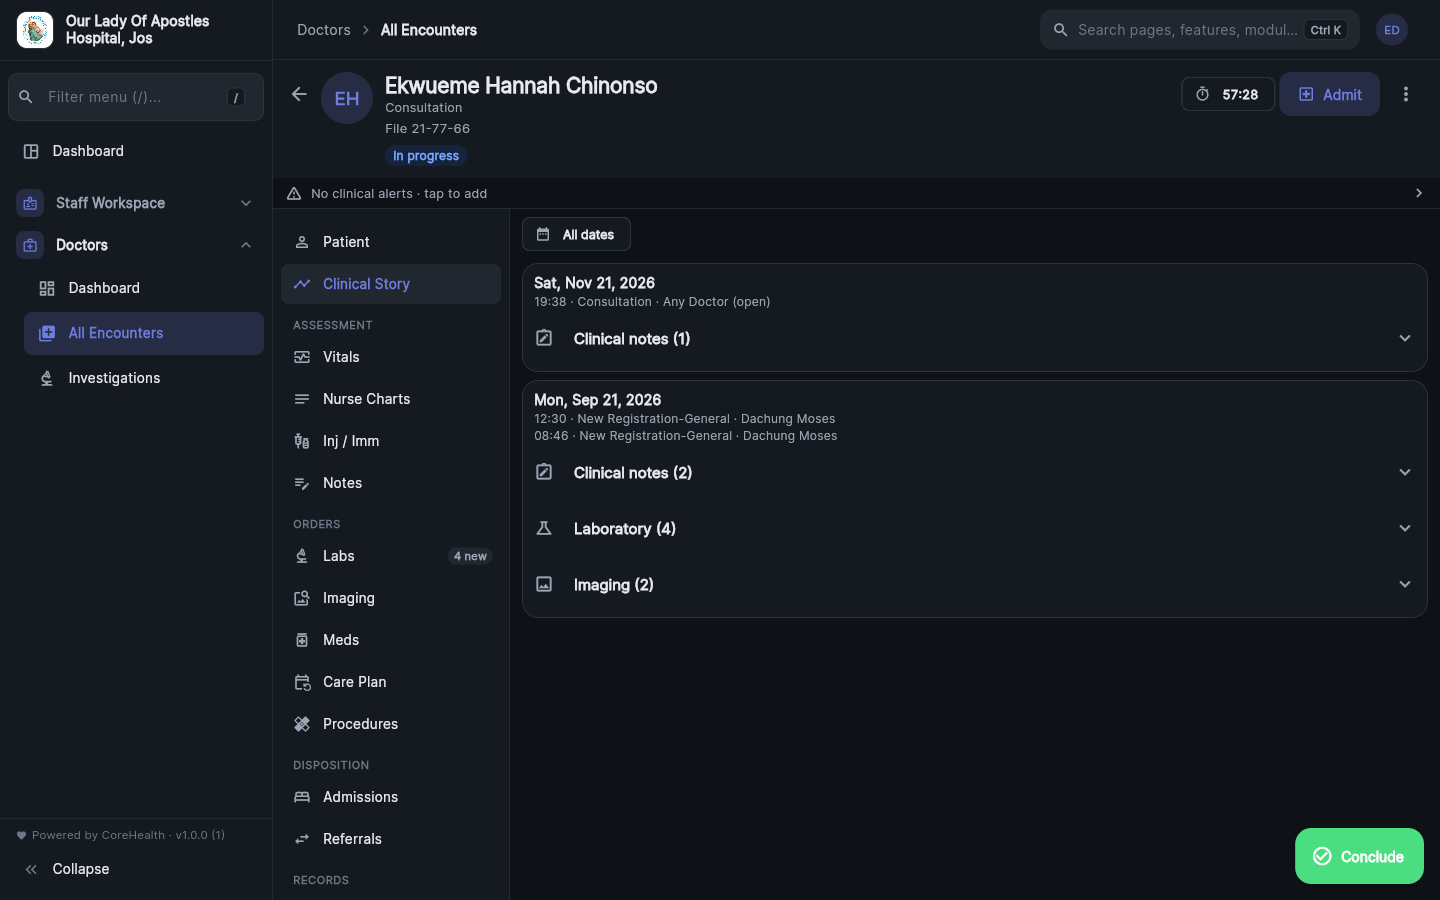 Our Lady Of Apostles
Hospital, Jos
Filter menu (/)...
/
Dashboard
Staff Workspace
Doctors
Dashboard
All Encounters
Investigations
Powered by CoreHealth · v1.0.0 (1)
Collapse
Doctors
All Encounters
Search pages, features, modul...
Ctrl K
ED
EH
Ekwueme Hannah Chinonso
Consultation
File 21-77-66
In progress
57:28
Admit
No clinical alerts · tap to add
Patient
Clinical Story
ASSESSMENT
Vitals
Nurse Charts
Inj / Imm
Notes
ORDERS
Labs
4 new
Imaging
Meds
Care Plan
Procedures
DISPOSITION
Admissions
Referrals
RECORDS
All dates
Sat, Nov 21, 2026
19:38 · Consultation · Any Doctor (open)
Clinical notes (1)
Mon, Sep 21, 2026
12:30 · New Registration-General · Dachung Moses
08:46 · New Registration-General · Dachung Moses
Clinical notes (2)
Laboratory (4)
Imaging (2)
Conclude